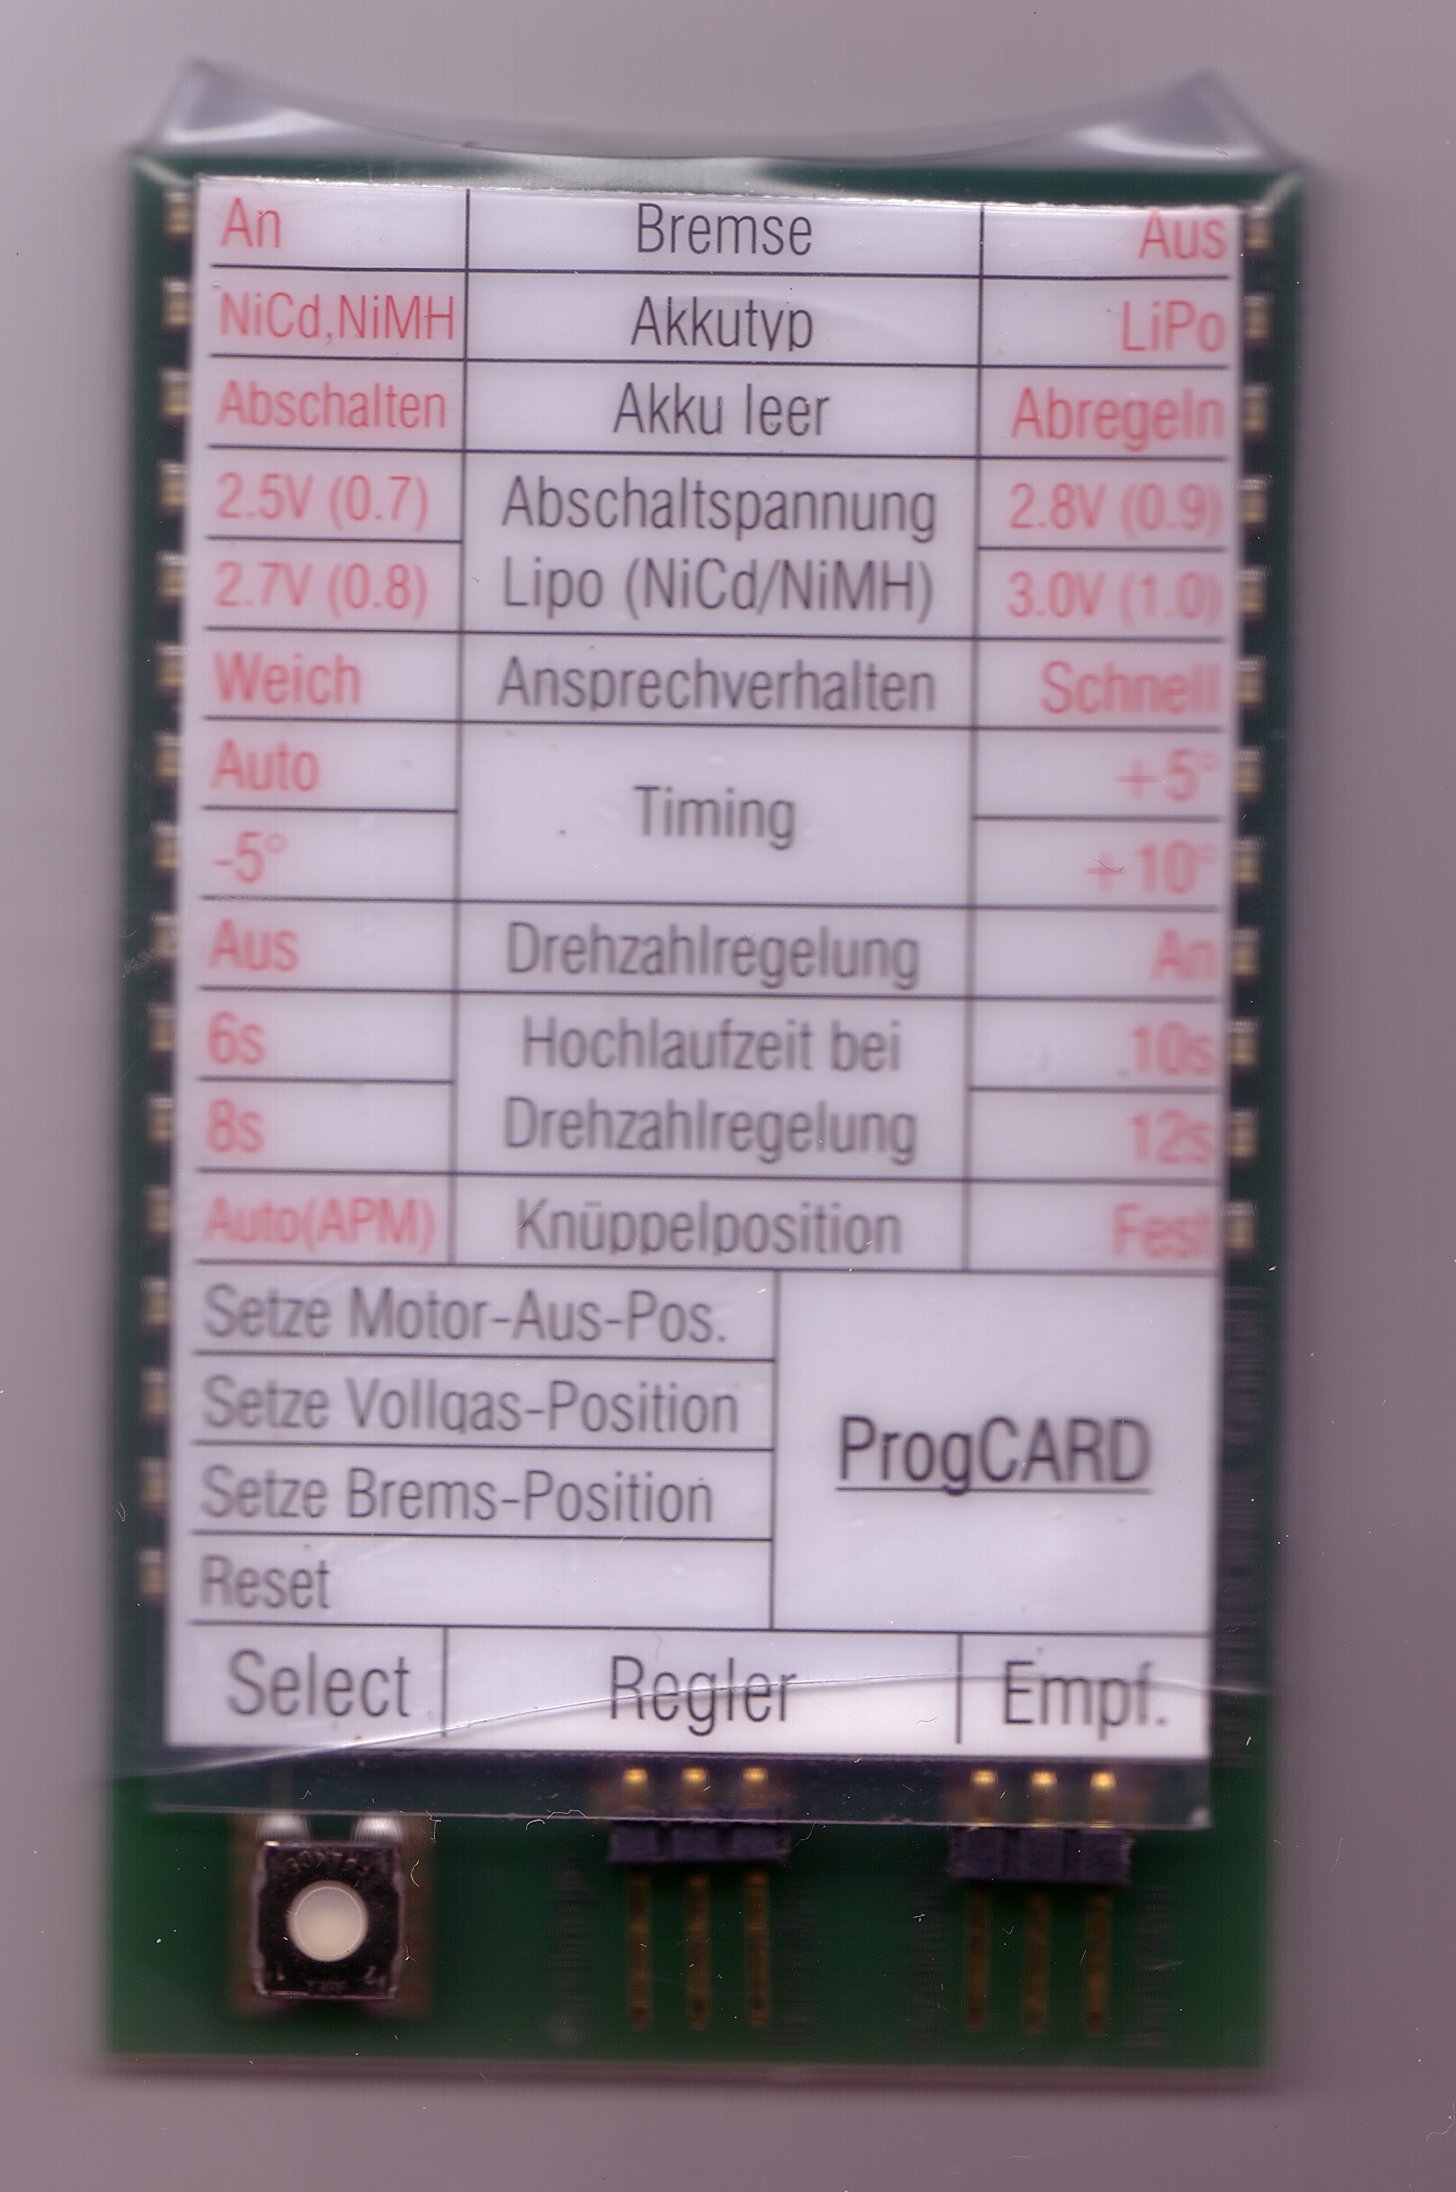 An Bremse Aus
NiCd,NiMH Akkutyp LiPo
Abschalten Akku leer Abregeln
2.5V (0.7) Abschaltspannung 2.8V (0.9)
2.7V (0.8) Lipo (NiCd/NiMH) 3.0V (1.0)
Weich Ansprechverhalten Schnell
Auto +5°
Timing
-5° +10°
Aus Drehzahlregelung An
6s Hochlaufzeit bei 10s
8s Drehzahlregelung 12s
Auto(APM) Knüppelposition Fest
Setze Motor-Aus-Pos.
Setze Vollgas-Position
ProgCARD
Setze Brems-Position
Reset
Select Regler Empf.